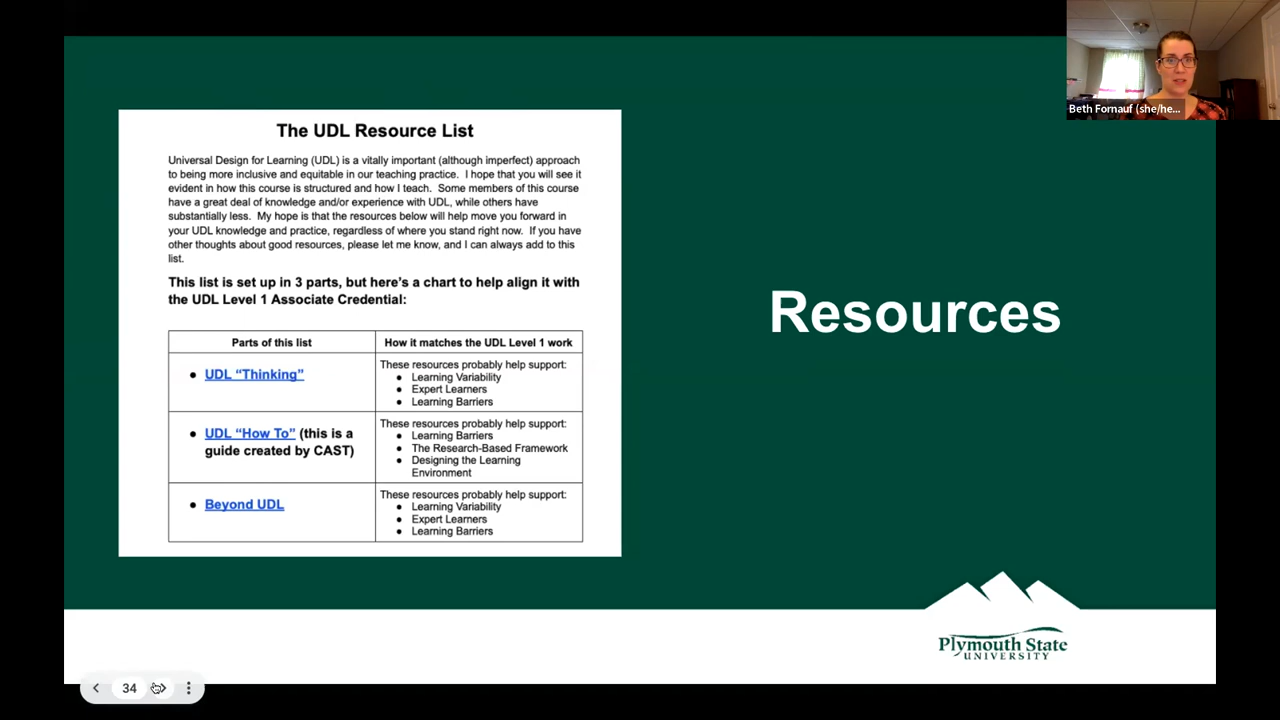 Beth Fornauf (she/he...
The UDL Resource List
Universal Design for Learning (UDL) is a vitally important (although imperfect) approach
to being more inclusive and equitable in our teaching practice. I hope that you will see it
evident in how this course is structured and how I teach. Some members of this course
have a great deal of knowledge and/or experience with UDL, while others have
substantially less. My hope is that the resources below will help move you forward in
your UDL knowledge and practice, regardless of where you stand right now. If you have
other thoughts about good resources, please let me know, and I can always add to this
list.
This list is set up in 3 parts, but here's a chart to help align it with
the UDL Level 1 Associate Credential:
Parts of this list
How it matches the UDL Level 1 work
● UDL “Thinking”
These resources probably help support:
● Learning Variability
● Expert Learners
● Learning Barriers
● UDL “How To” (this is a
guide created by CAST)
These resources probably help support:
● Learning Barriers
● The Research-Based Framework
● Designing the Learning
Environment
● Beyond UDL
These resources probably help support:
● Learning Variability
● Expert Learners
● Learning Barriers
Resources
Plymouth State
UNIVERSITY
34